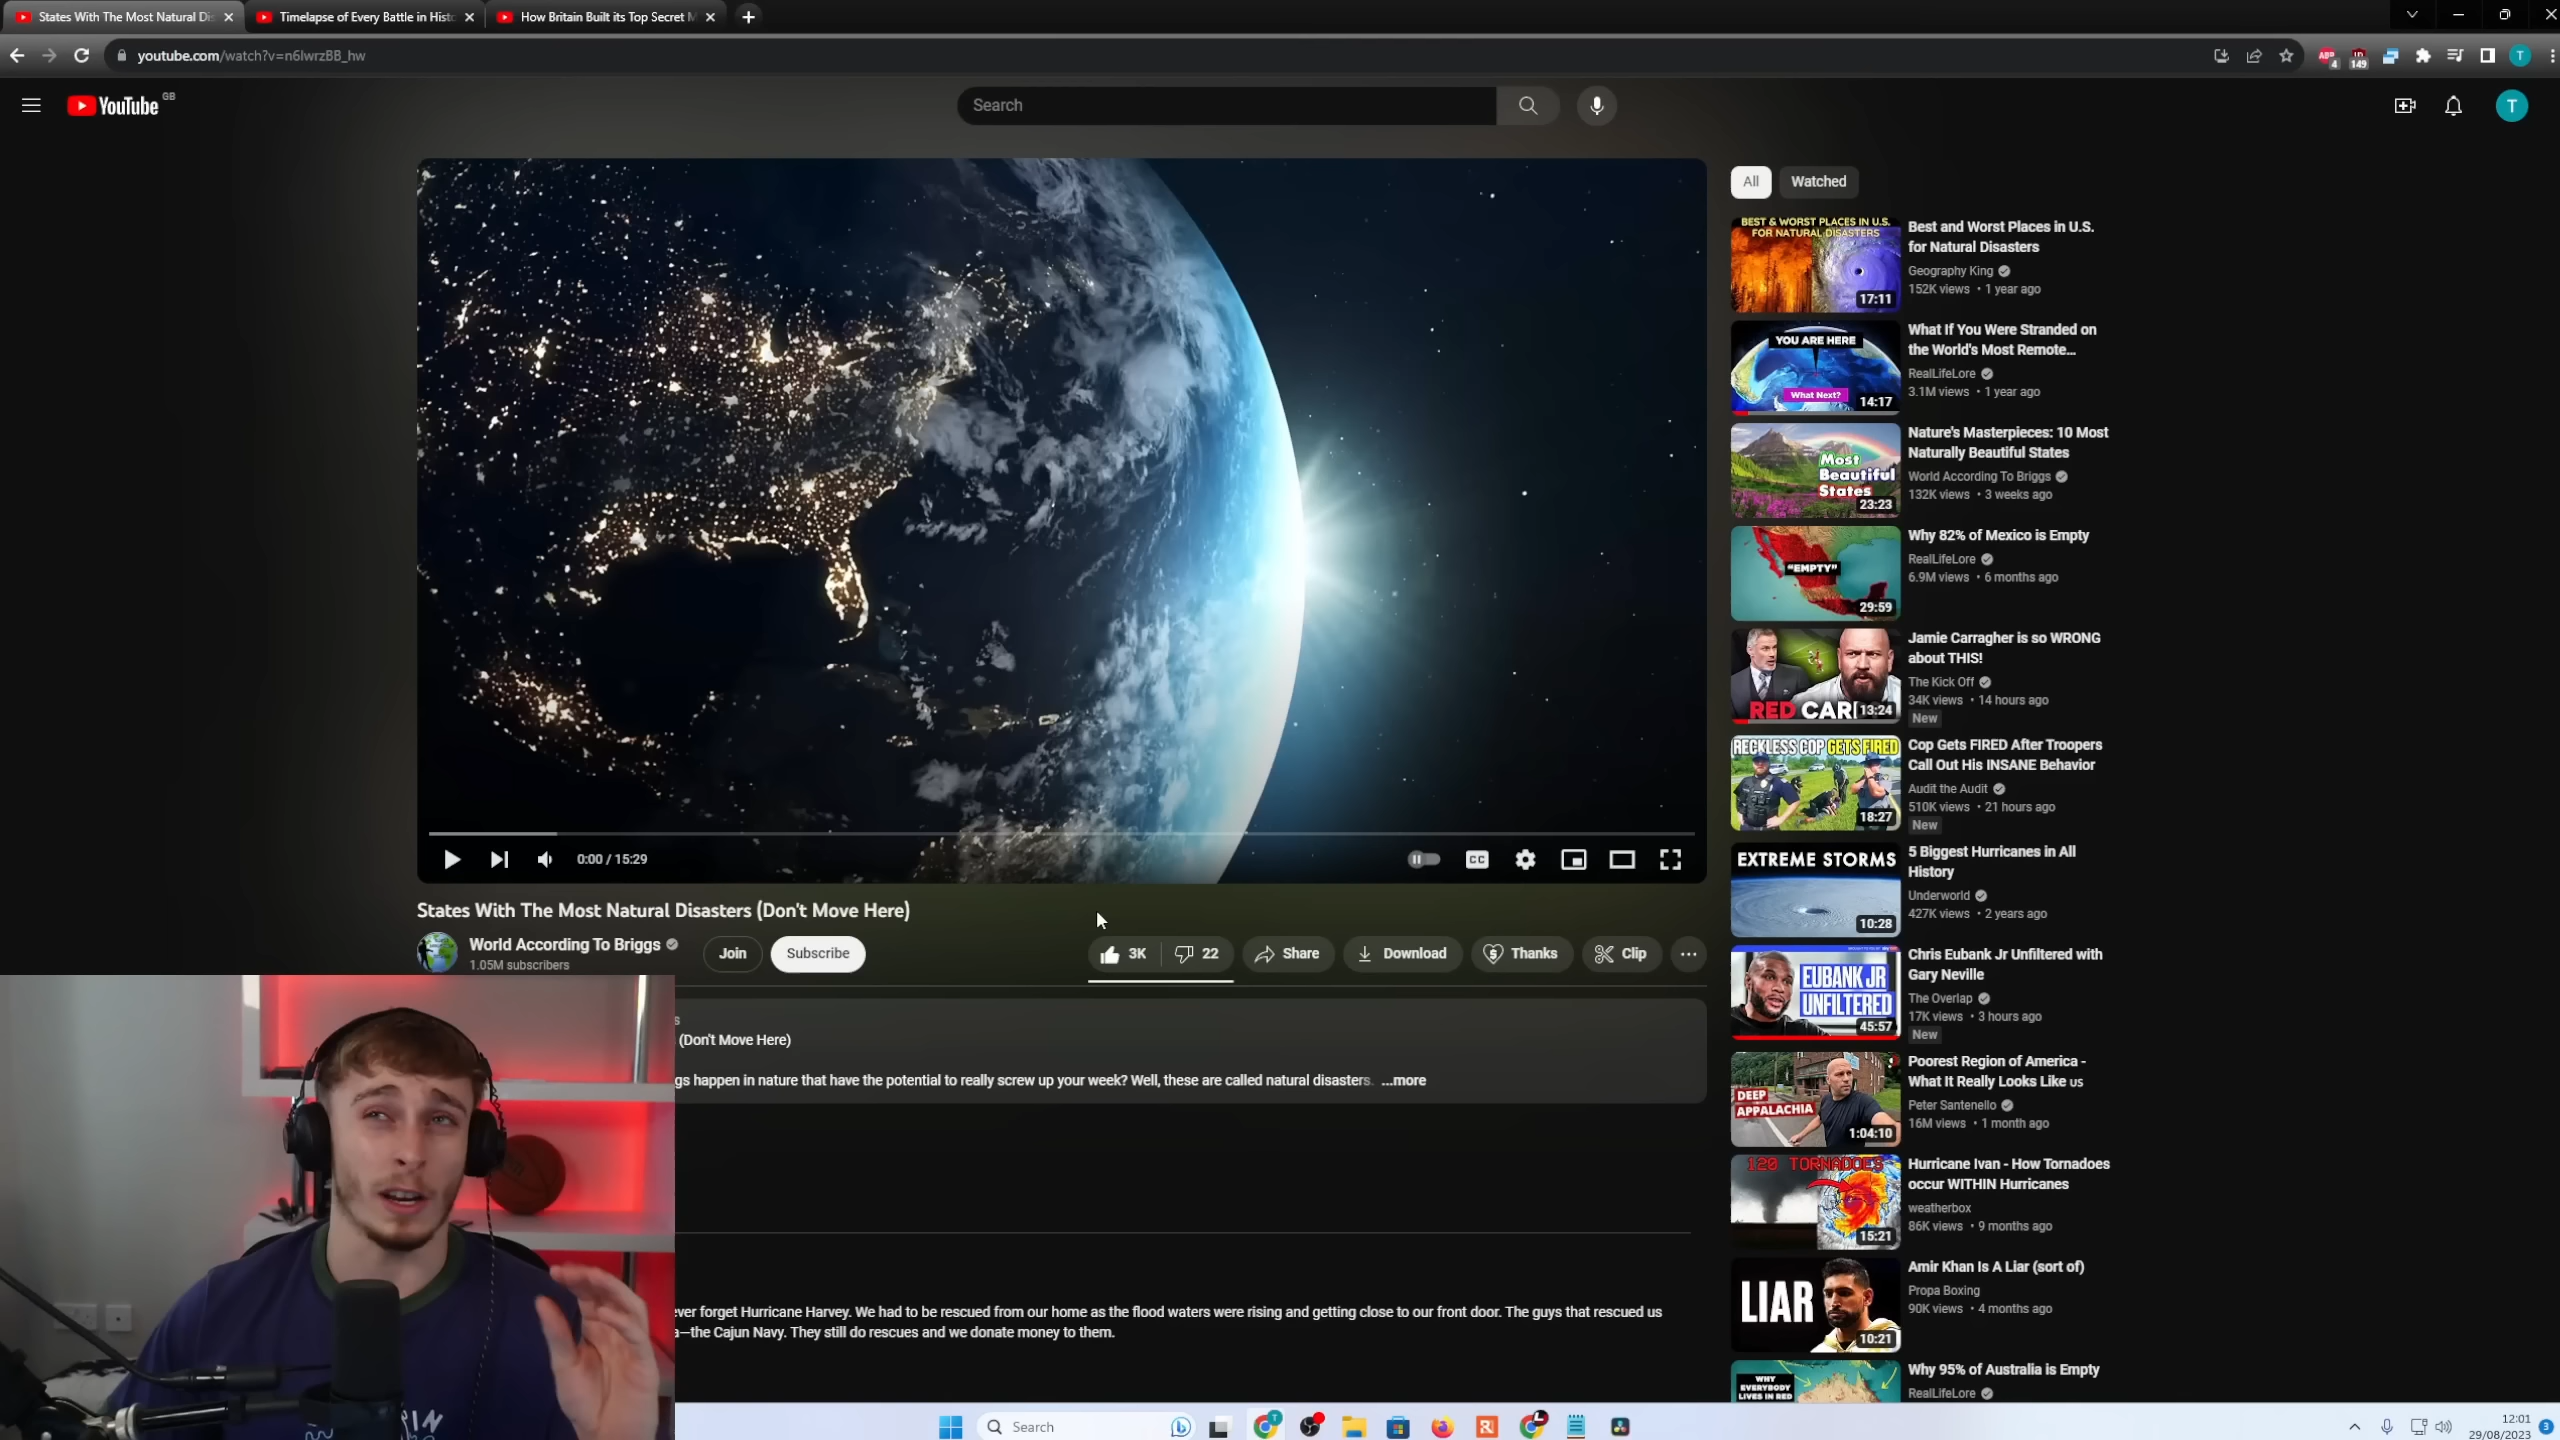 States With The Most Natural Dis
Timelapse of Every Battle in Histo
How Britain Built its Top Secret M
youtube.com/watch?v=n6lwrzBB_hw
ABP
4
149
T
YouTube GB
Search
T
All
Watched
BEST & WORST PLACES IN U.S.
FOR NATURAL DISASTERS
17:11
Best and Worst Places in U.S.
for Natural Disasters
Geography King
152K views • 1 year ago
YOU ARE HERE
What Next?
14:17
What If You Were Stranded on
the World's Most Remote...
RealLifeLore
3.1M views • 1 year ago
Most
Beautiful
States
23:23
Nature's Masterpieces: 10 Most
Naturally Beautiful States
World According To Briggs
132K views • 3 weeks ago
"EMPTY"
29:59
Why 82% of Mexico is Empty
RealLifeLore
6.9M views • 6 months ago
RED CAR
13:24
Jamie Carragher is so WRONG
about THIS!
The Kick Off
34K views • 14 hours ago
New
RECKLESS COP GETS FIRED
18:27
Cop Gets FIRED After Troopers
Call Out His INSANE Behavior
Audit the Audit
510K views • 21 hours ago
New
EXTREME STORMS
10:28
5 Biggest Hurricanes in All
History
Underworld
427K views • 2 years ago
EUBANK JR
UNFILTERED
45:57
Chris Eubank Jr Unfiltered with
Gary Neville
The Overlap
17K views • 3 hours ago
New
DEEP
APPALACHIA
1:04:10
Poorest Region of America -
What It Really Looks Like us
Peter Santenello
16M views • 1 month ago
120 TORNADOES
15:21
Hurricane Ivan - How Tornadoes
occur WITHIN Hurricanes
weatherbox
86K views • 9 months ago
LIAR
10:21
Amir Khan Is A Liar (sort of)
Propa Boxing
90K views • 4 months ago
WHY
EVERYBODY
LIVES IN RED
Why 95% of Australia is Empty
RealLifeLore
0:00 / 15:29
CC
States With The Most Natural Disasters (Don't Move Here)
World According To Briggs
1.05M subscribers
Join
Subscribe
3K
22
Share
Download
Thanks
Clip
s
(Don't Move Here)
gs happen in nature that have the potential to really screw up your week? Well, these are called natural disasters. ...more
ever forget Hurricane Harvey. We had to be rescued from our home as the flood waters were rising and getting close to our front door. The guys that rescued us
a—the Cajun Navy. They still do rescues and we donate money to them.
Search
12:01
29/08/2023
3